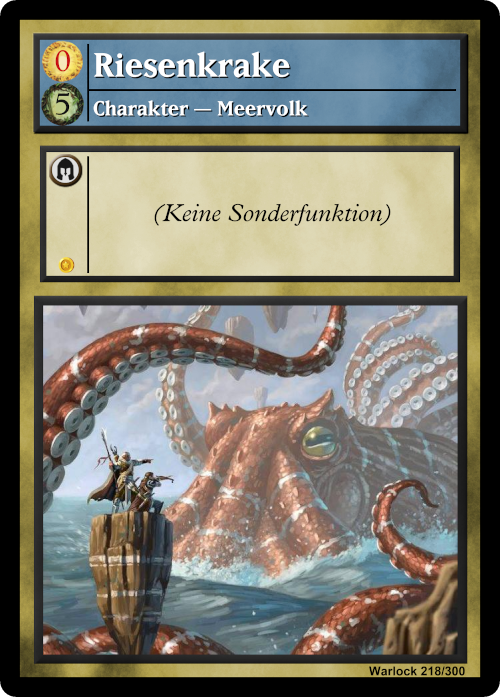 0
Riesenkrake
5
Charakter — Meervolk
(Keine Sonderfunktion)
Warlock 218/300